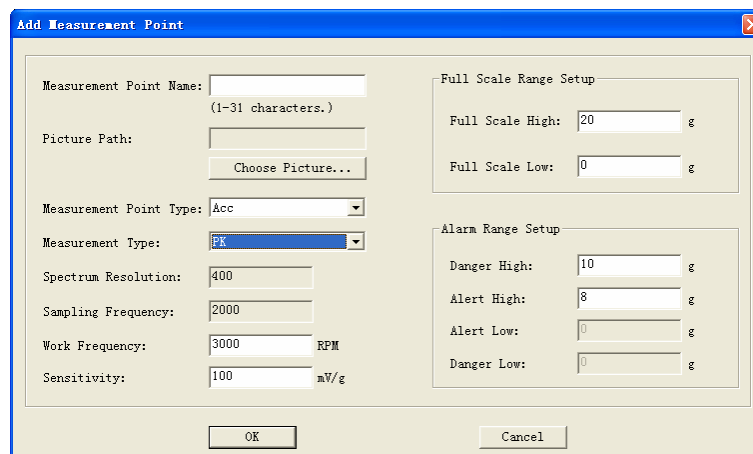 Add Measurement Point
Measurement Point Name:
(1-31 characters.)
Picture Path:
Choose Picture...
Measurement Point Type: Acc
Measurement Type: PK
Spectrum Resolution: 400
Sampling Frequency: 2000
Work Frequency: 3000 RPM
Sensitivity: 100 mV/g
Full Scale Range Setup
Full Scale High: 20 g
Full Scale Low: 0 g
Alarm Range Setup
Danger High: 10 g
Alert High: 8 g
Alert Low: 0 g
Danger Low: 0 g
OK
Cancel